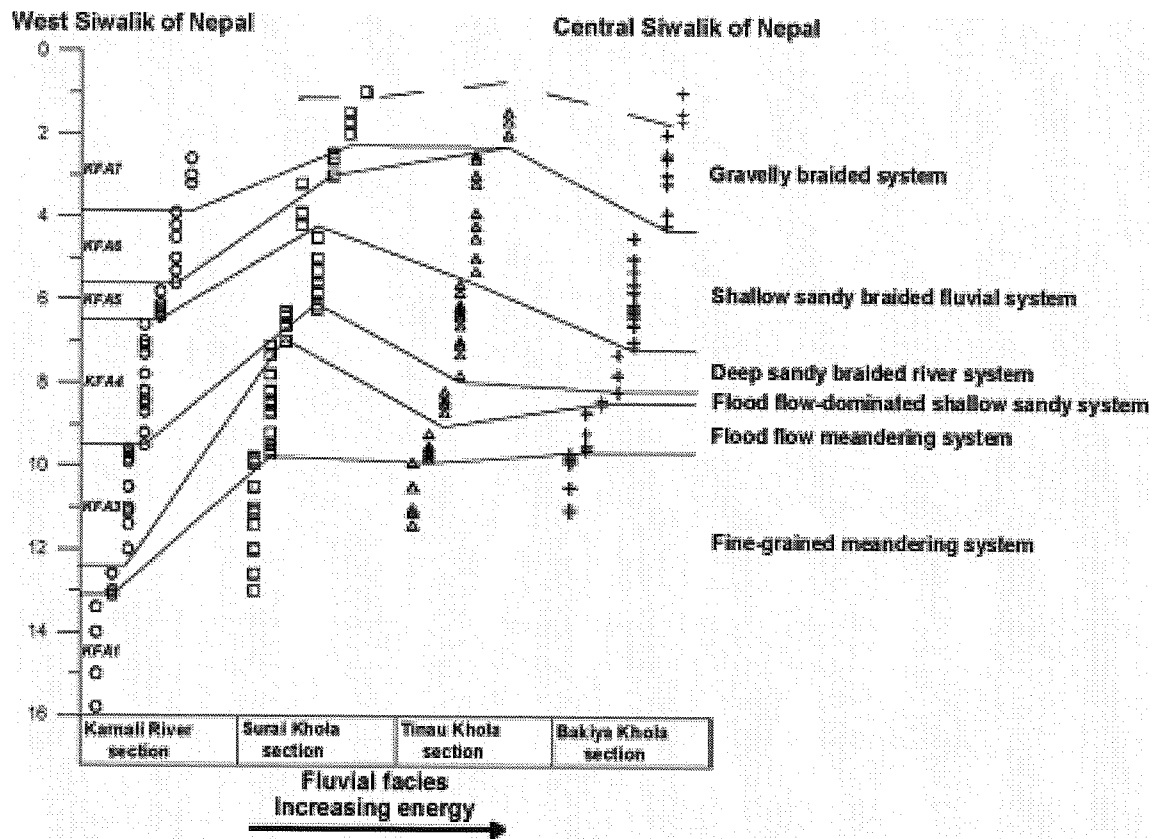 West Siwalik of Nepal
Central Siwalik of Nepal
0
2
KFA7
Gravelly braided system
4
KFA6
KFA5
6
Shallow sandy braided fluvial system
8
KFA4
Deep sandy braided river system
Flood flow-dominated shallow sandy system
Flood flow meandering system
10
KFA3
12
Fine-grained meandering system
14
KFA1
16
Karnali River section
Surai Khola section
Tinau Khola section
Bakiya Khola section
Fluvial facies
Increasing energy